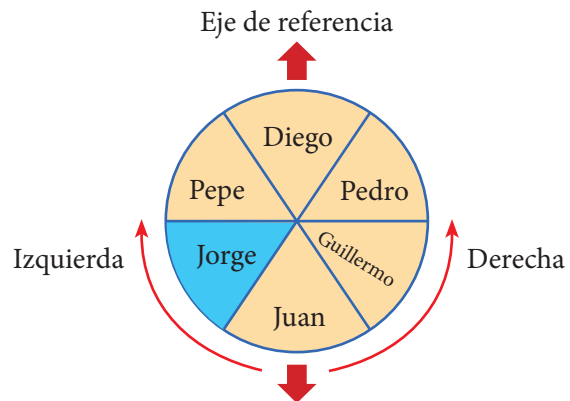 Eje de referencia
Diego
Pepe
Pedro
Izquierda
Jorge
Guillermo
Derecha
Juan